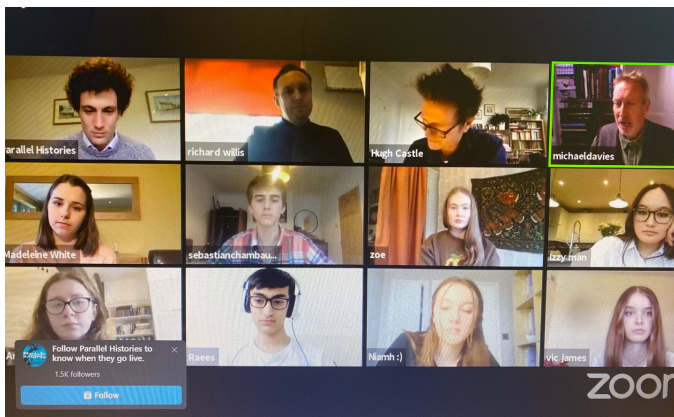 Parallel Histories
richard willis
Hugh Castle
michaeldavies
Madeleine White
sebastianchambau...
zoe
izzy man
Raees
Niamh :)
vic james
Follow Parallel Histories to
know when they go live.
1.5K followers
Follow
zoom